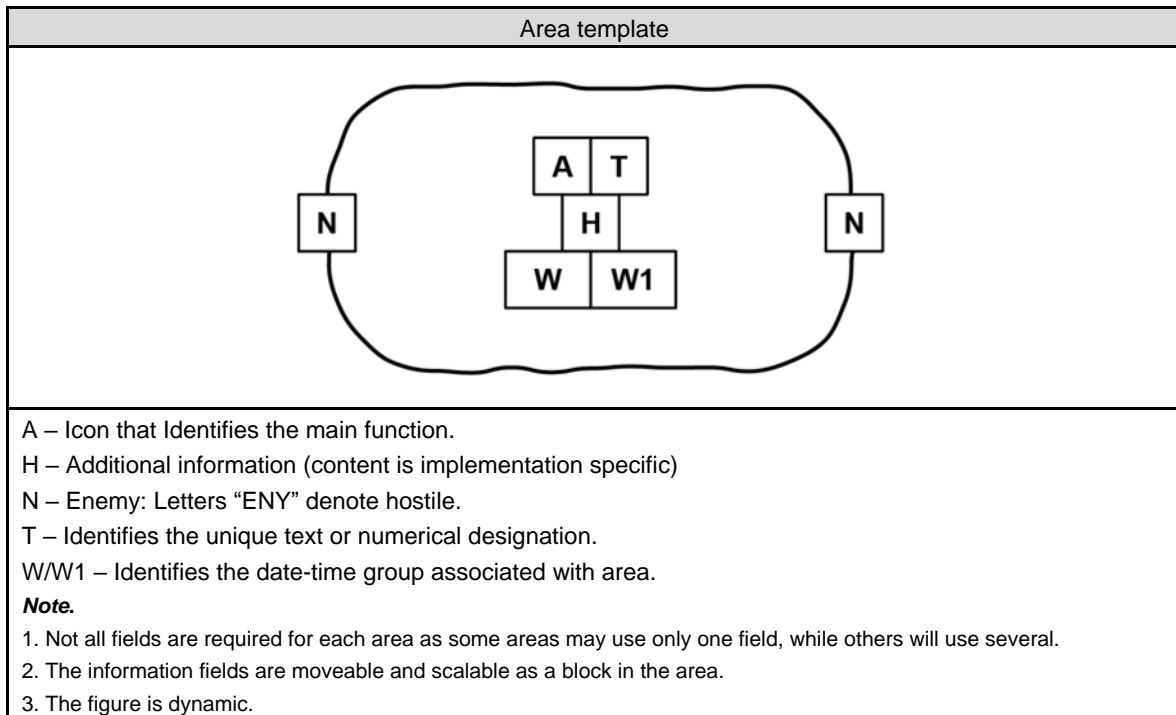 Area template
A T
N H N
W W1
A – Icon that Identifies the main function.
H – Additional information (content is implementation specific)
N – Enemy: Letters “ENY” denote hostile.
T – Identifies the unique text or numerical designation.
W/W1 – Identifies the date-time group associated with area.
Note.
1. Not all fields are required for each area as some areas may use only one field, while others will use several.
2. The information fields are moveable and scalable as a block in the area.
3. The figure is dynamic.